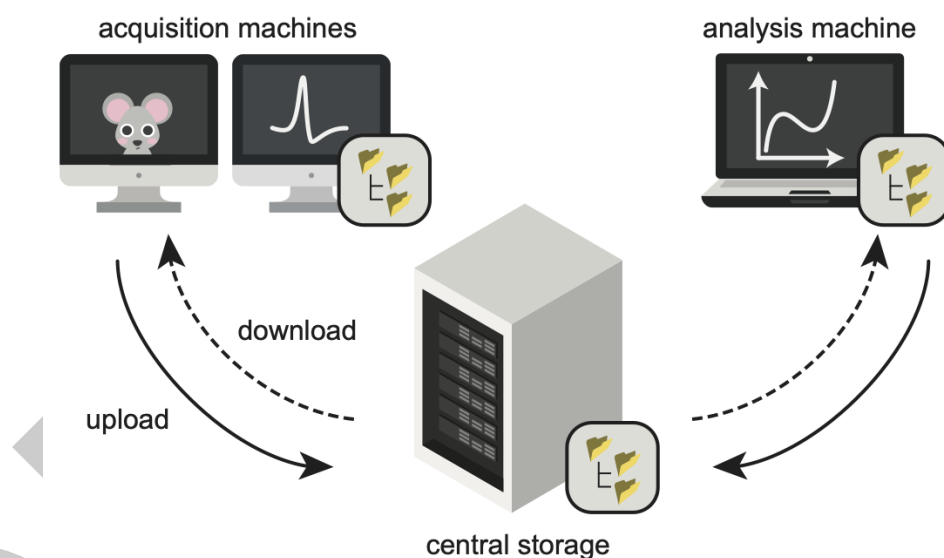 acquisition machines
analysis machine
download
upload
central storage